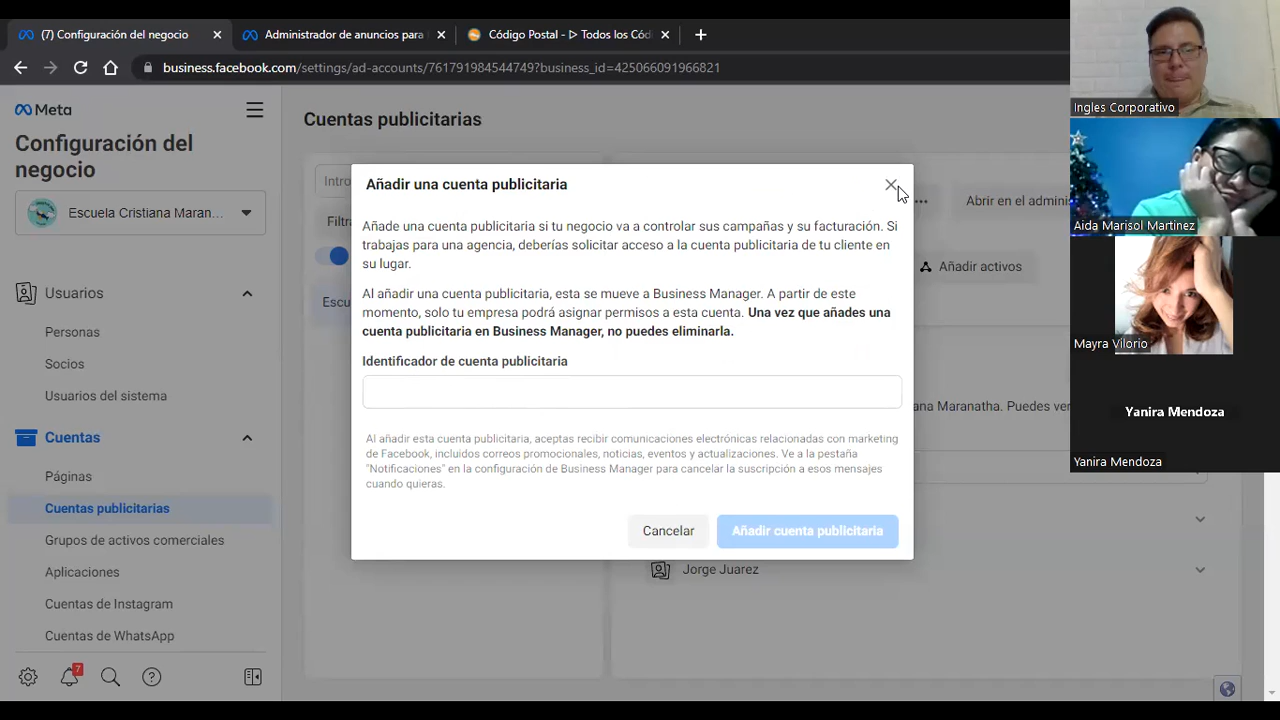 (7) Configuración del negocio
Administrador de anuncios para
Código Postal - ▷ Todos los Cód
business.facebook.com/settings/ad-accounts/761791984544749?business_id=425066091966821
Meta
Configuración del
negocio
Escuela Cristiana Maran...
Usuarios
Personas
Socios
Usuarios del sistema
Cuentas
Páginas
Cuentas publicitarias
Grupos de activos comerciales
Aplicaciones
Cuentas de Instagram
Cuentas de WhatsApp
7
Cuentas publicitarias
Intro
Filtra
Escu
Abrir en el adminis
Añadir activos
ana Maranatha. Puedes ver
Jorge Juarez
Añadir una cuenta publicitaria
Añade una cuenta publicitaria si tu negocio va a controlar sus campañas y su facturación. Si
trabajas para una agencia, deberías solicitar acceso a la cuenta publicitaria de tu cliente en
su lugar.
Al añadir una cuenta publicitaria, esta se mueve a Business Manager. A partir de este
momento, solo tu empresa podrá asignar permisos a esta cuenta. Una vez que añades una
cuenta publicitaria en Business Manager, no puedes eliminarla.
Identificador de cuenta publicitaria
Al añadir esta cuenta publicitaria, aceptas recibir comunicaciones electrónicas relacionadas con marketing
de Facebook, incluidos correos promocionales, noticias, eventos y actualizaciones. Ve a la pestaña
"Notificaciones" en la configuración de Business Manager para cancelar la suscripción a esos mensajes
cuando quieras.
Cancelar
Añadir cuenta publicitaria
Ingles Corporativo
Aida Marisol Martinez
Mayra Vilorio
Yanira Mendoza
Yanira Mendoza